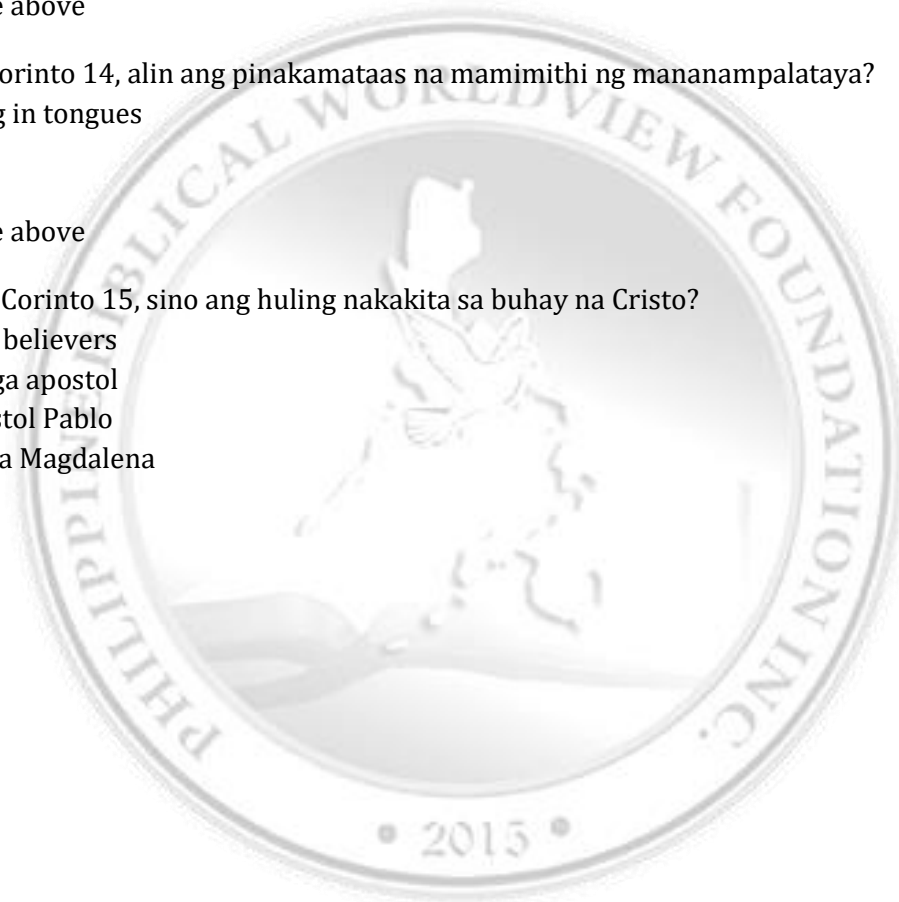 e above
orinto 14, alin ang pinakamataas na mamimithi ng mananampalataya?
g in tongues
e above
Corinto 15, sino ang huling nakakita sa buhay na Cristo?
believers
ga apostol
stol Pablo
a Magdalena
PHILIPPINE BIBLICAL WORLDVIEW FOUNDATION INC.
• 2015 •